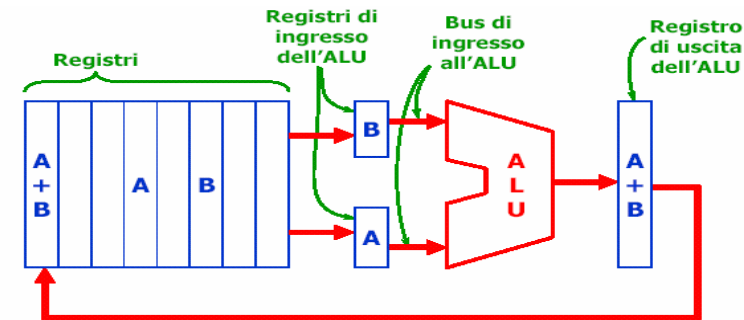 Registri
Registri di
ingresso
dell'ALU
Bus di
ingresso
all'ALU
Registro
di uscita
dell'ALU
A
+
B
A
B
B
A
A
L
U
A
+
B